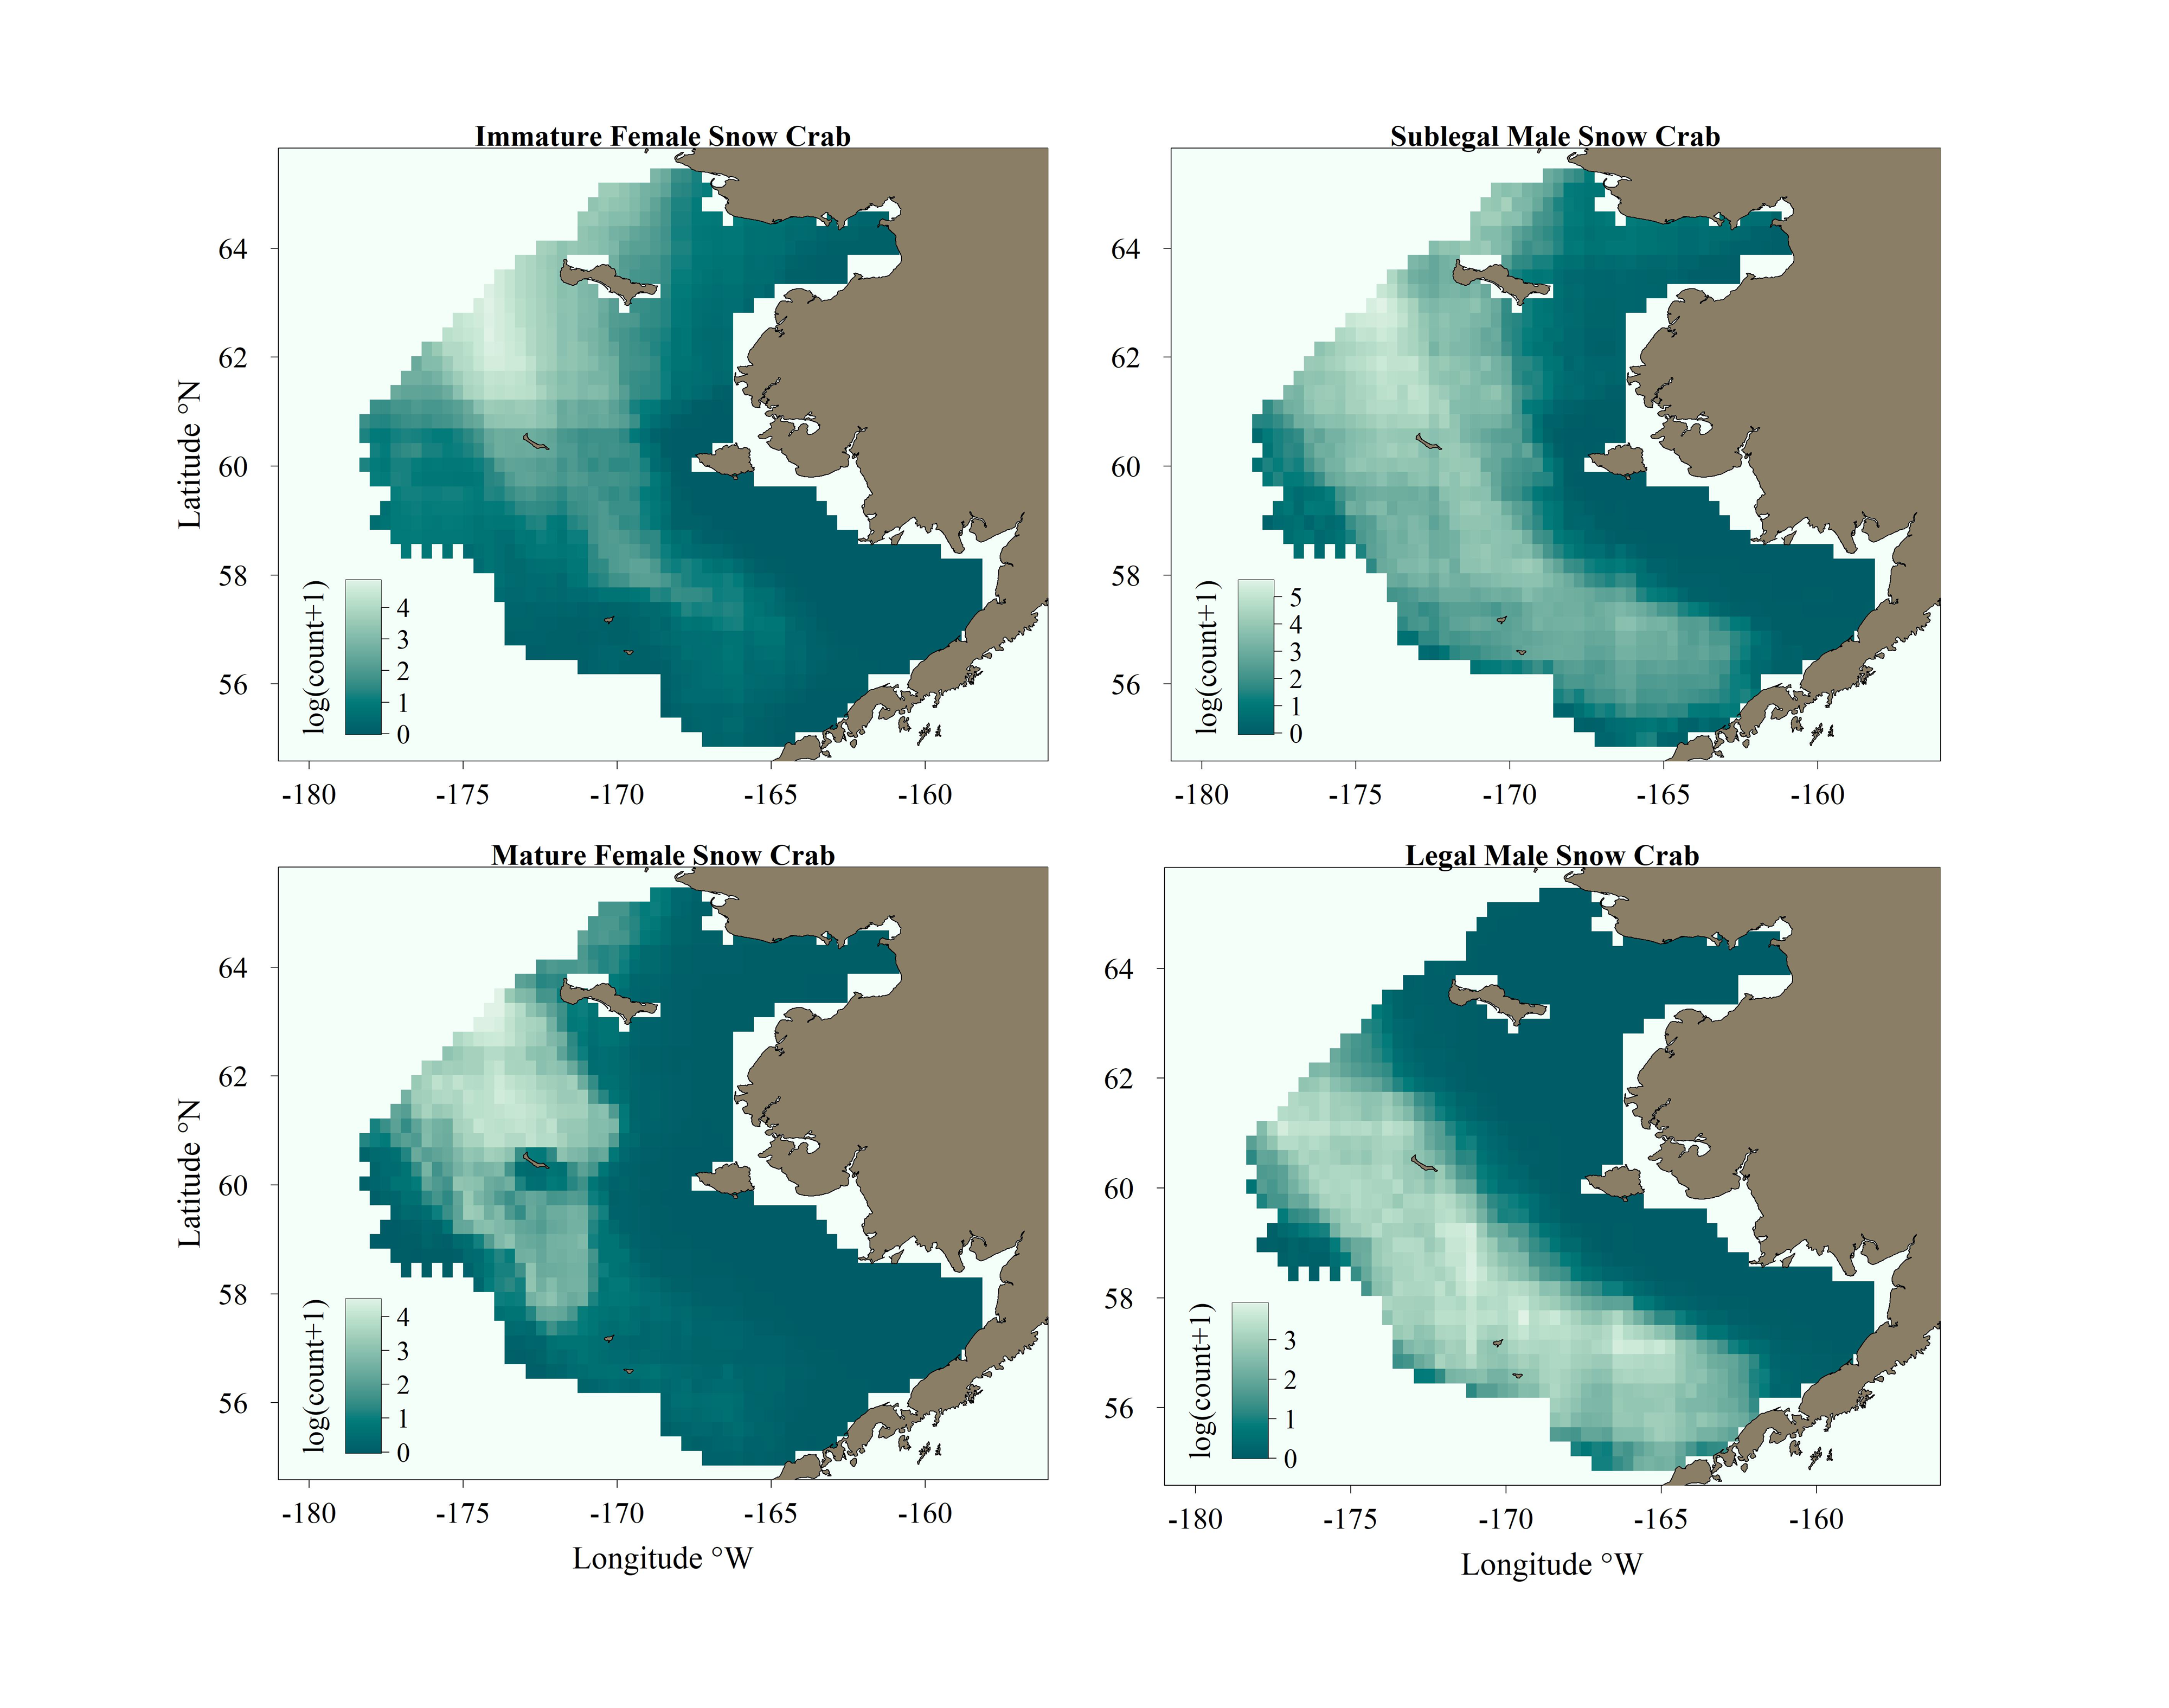 Immature Female Snow Crab
Sublegal Male Snow Crab
Latitude °N
64
62
60
58
56
log(count+1)
4
3
2
1
0
-180 -175 -170 -165 -160
64
62
60
58
56
log(count+1)
5
4
3
2
1
0
-180 -175 -170 -165 -160
Mature Female Snow Crab
Legal Male Snow Crab
Latitude °N
64
62
60
58
56
log(count+1)
4
3
2
1
0
-180 -175 -170 -165 -160
Longitude °W
64
62
60
58
56
log(count+1)
3
2
1
0
-180 -175 -170 -165 -160
Longitude °W